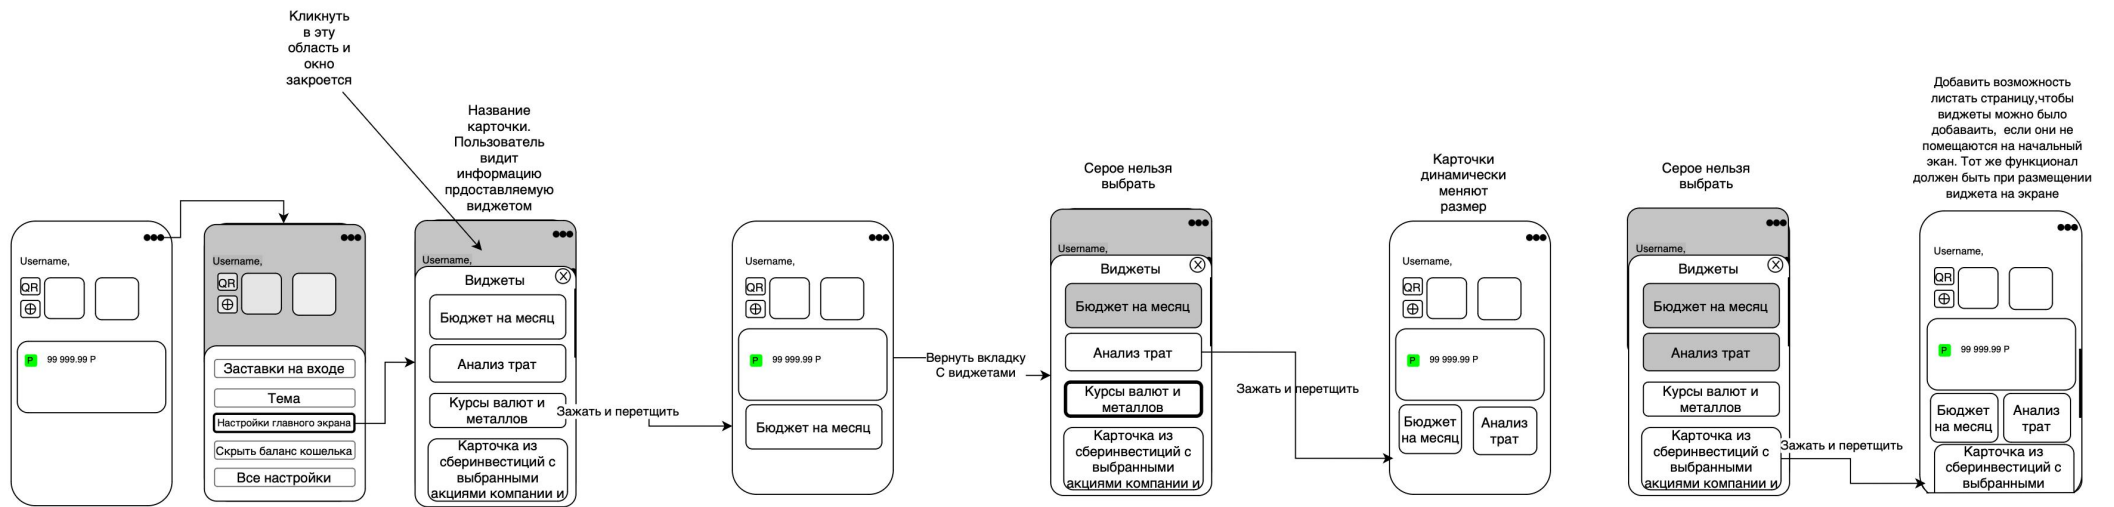 Кликнуть
в эту
область и
окно
закроется
Название
карточки.
Пользователь
видит
информацию
прдоставляемую
виджетом
Серое нельзя
выбрать
Карточки
динамически
меняют
размер
Серое нельзя
выбрать
Добавить возможность
листать страницу,чтобы
виджеты можно было
добаваить, если они не
помещаются на начальный
экан. Тот же функционал
должен быть при размещении
виджета на экране
Username,
QR
P 99 999.99 P
Username,
QR
Заставки на входе
Тема
Настройки главного экрана
Скрыть баланс кошелька
Все настройки
Username,
Виджеты
Бюджет на месяц
Анализ трат
Курсы валют и
металлов
Карточка из
сберинвестиций с
выбранными
акциями компании и
Зажать и перетщить
Username,
QR
P 99 999.99 P
Бюджет на месяц
Вернуть вкладку
С виджетами
Username,
Виджеты
Бюджет на месяц
Анализ трат
Курсы валют и
металлов
Карточка из
сберинвестиций с
выбранными
акциями компании и
Зажать и перетщить
Username,
QR
P 99 999.99 P
Бюджет
на месяц
Анализ
трат
Username,
Виджеты
Бюджет на месяц
Анализ трат
Курсы валют и
металлов
Карточка из
сберинвестиций с
выбранными
акциями компании и
Зажать и перетщить
Username,
QR
P 99 999.99 P
Бюджет
на месяц
Анализ
трат
Карточка из
сберинвестиций с
выбранными